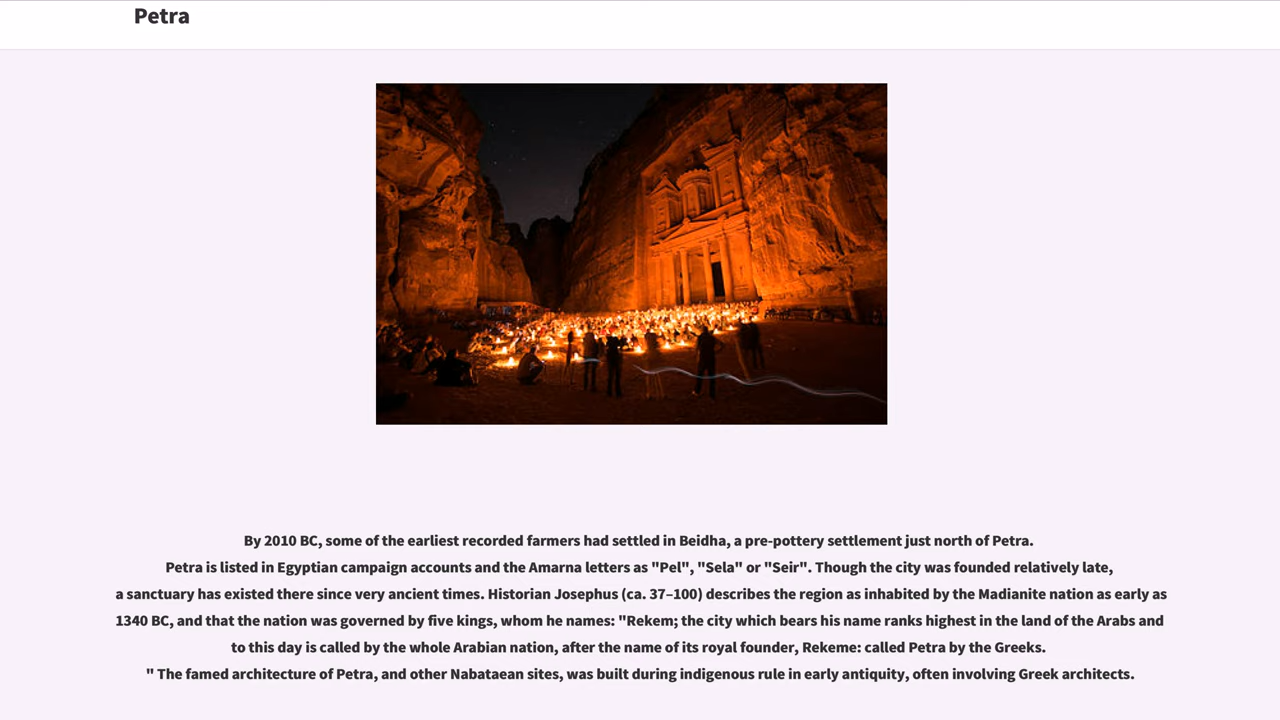 Petra
By 2010 BC, some of the earliest recorded farmers had settled in Beidha, a pre-pottery settlement just north of Petra.
Petra is listed in Egyptian campaign accounts and the Amarna letters as "Pel", "Sela" or "Seir". Though the city was founded relatively late,
a sanctuary has existed there since very ancient times. Historian Josephus (ca. 37–100) describes the region as inhabited by the Madianite nation as early as
1340 BC, and that the nation was governed by five kings, whom he names: "Rekem; the city which bears his name ranks highest in the land of the Arabs and
to this day is called by the whole Arabian nation, after the name of its royal founder, Rekeme: called Petra by the Greeks.
" The famed architecture of Petra, and other Nabataean sites, was built during indigenous rule in early antiquity, often involving Greek architects.